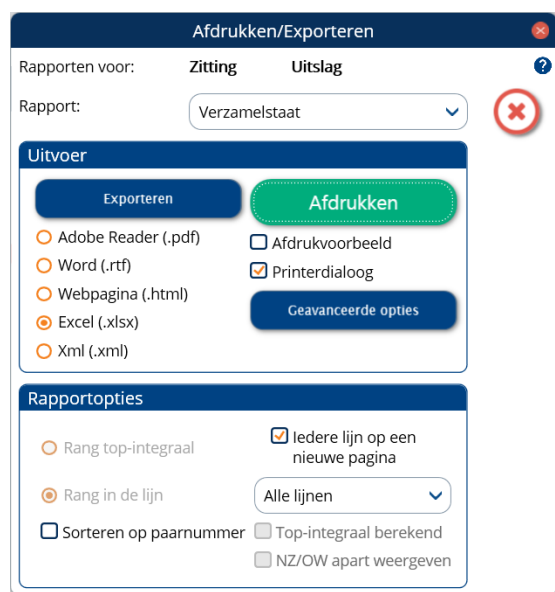 Afdrukken/Exporteren
Rapporten voor: Zitting Uitslag
Rapport: Verzamelstaat
Uitvoer
Exporteren
Afdrukken
Adobe Reader (.pdf)
Afdrukvoorbeeld
Word (.rtf)
Printerdialoog
Webpagina (.html)
Geavanceerde opties
Excel (.xlsx)
Xml (.xml)
Rapportopties
Rang top-integraal
Iedere lijn op een
nieuwe pagina
Rang in de lijn
Alle lijnen
Sorteren op paarnummer
Top-integraal berekend
NZ/OW apart weergeven